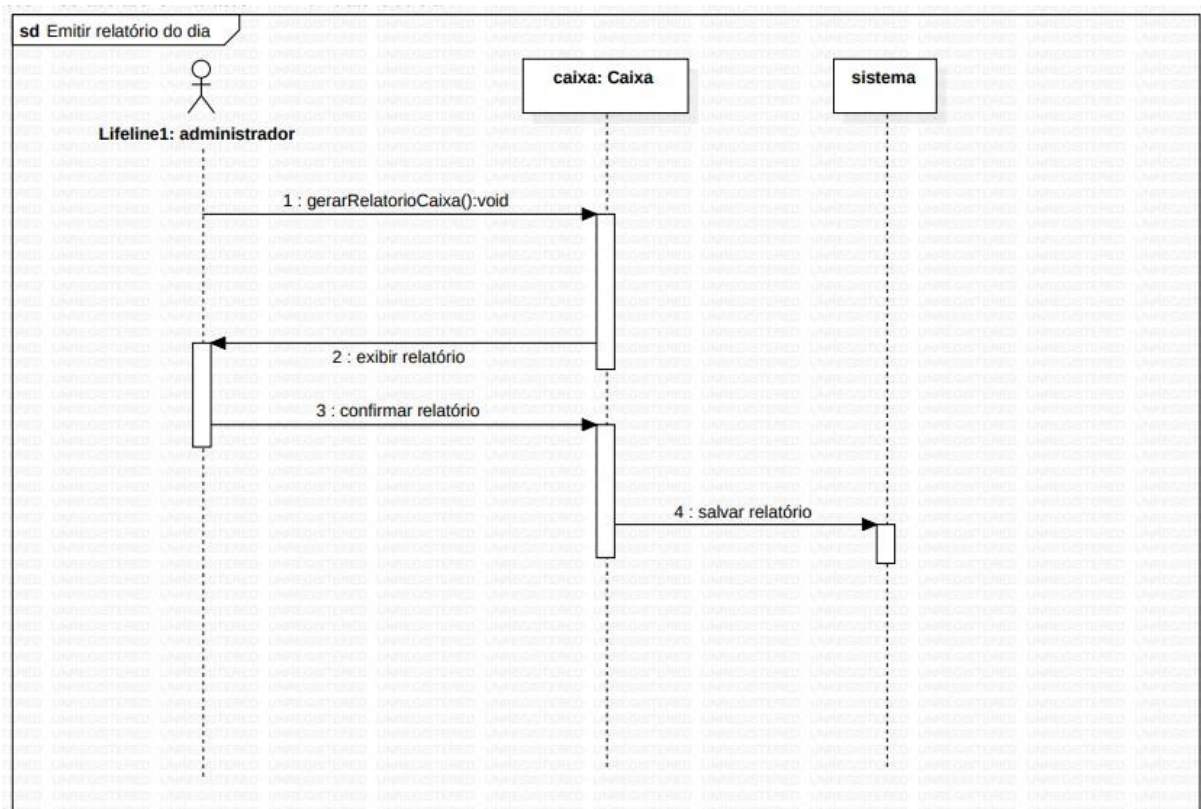 sd Emitir relatório do dia
caixa: Caixa
sistema
Lifeline1: administrador
1 : gerarRelatorioCaixa():void
2 : exibir relatório
3 : confirmar relatório
4 : salvar relatório
UNREGISTERED